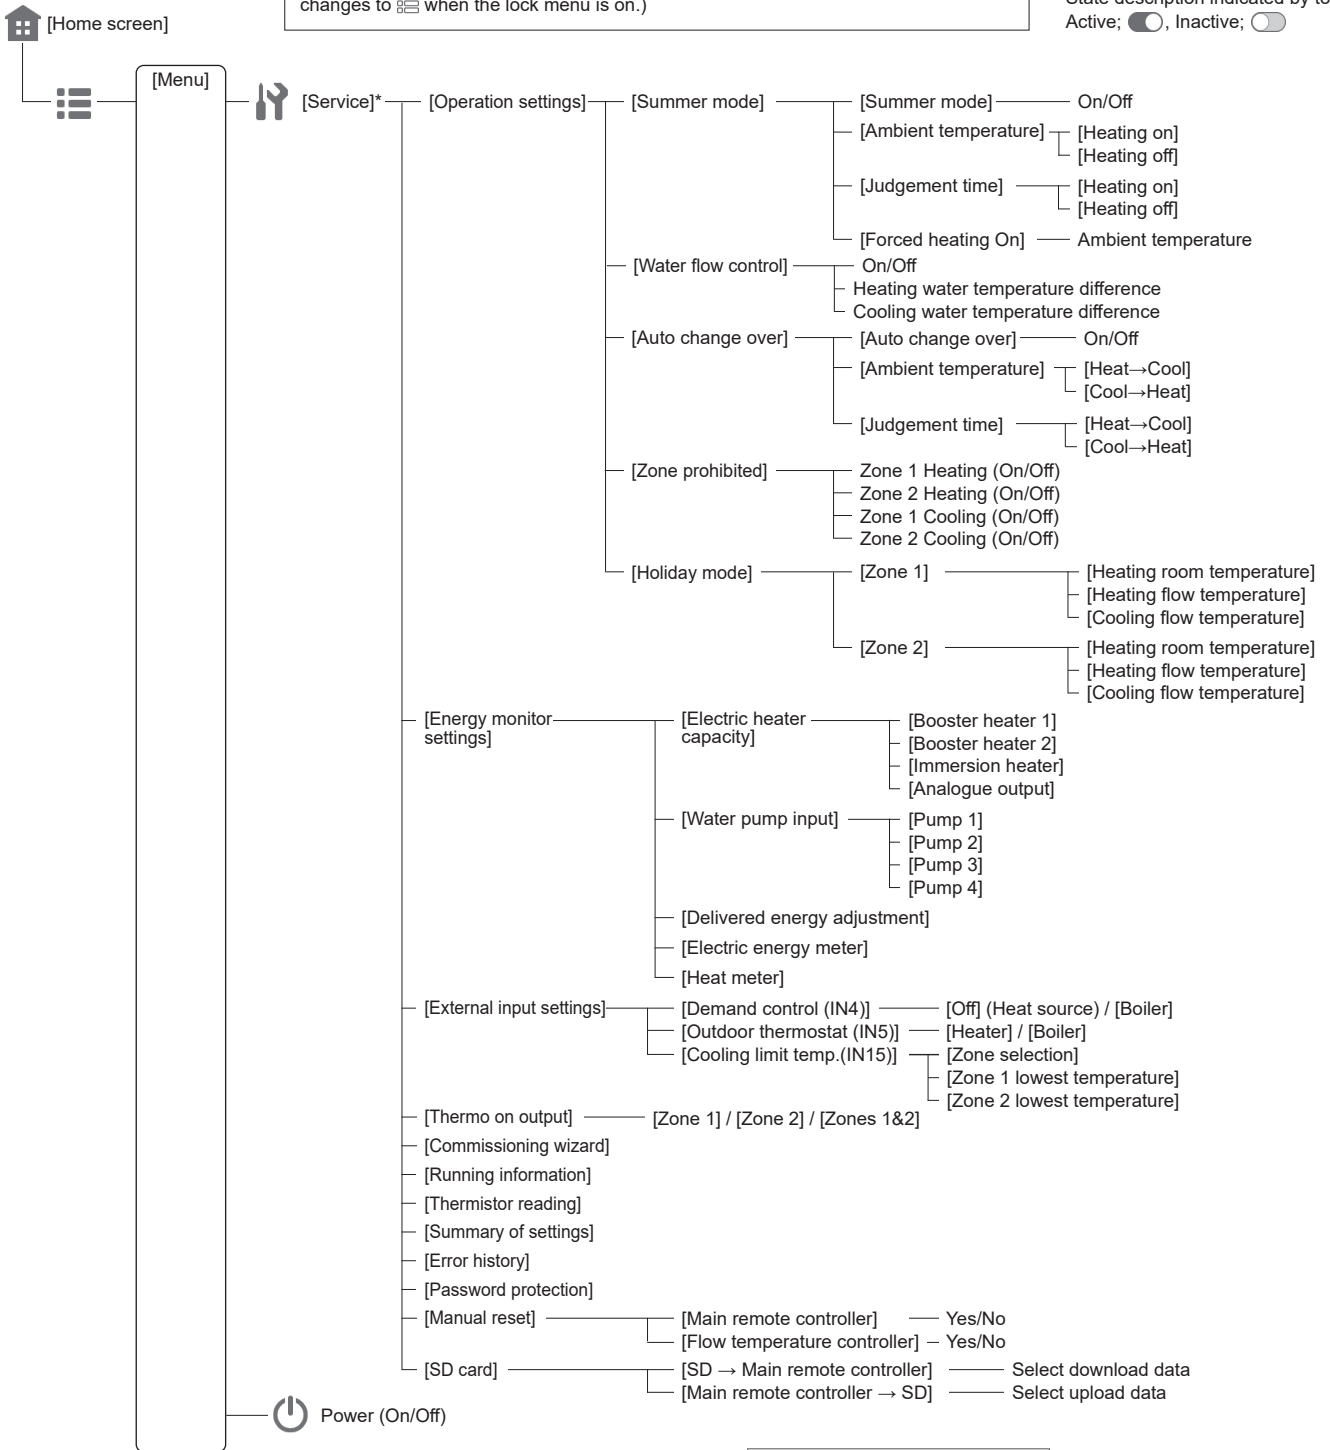 changes to when the lock menu is on.)
Active; , Inactive;
[Home screen]
[Menu]
[Service]* [Operation settings] [Summer mode] [Summer mode] On/Off
[Ambient temperature] [Heating on]
[Heating off]
[Judgement time] [Heating on]
[Heating off]
[Forced heating On] Ambient temperature
[Water flow control] On/Off
Heating water temperature difference
Cooling water temperature difference
[Auto change over] [Auto change over] On/Off
[Ambient temperature] [Heat→Cool]
[Cool→Heat]
[Judgement time] [Heat→Cool]
[Cool→Heat]
[Zone prohibited] Zone 1 Heating (On/Off)
Zone 2 Heating (On/Off)
Zone 1 Cooling (On/Off)
Zone 2 Cooling (On/Off)
[Holiday mode] [Zone 1] [Heating room temperature]
[Heating flow temperature]
[Cooling flow temperature]
[Zone 2] [Heating room temperature]
[Heating flow temperature]
[Cooling flow temperature]
[Energy monitor settings] [Electric heater capacity] [Booster heater 1]
[Booster heater 2]
[Immersion heater]
[Analogue output]
[Water pump input] [Pump 1]
[Pump 2]
[Pump 3]
[Pump 4]
[Delivered energy adjustment]
[Electric energy meter]
[Heat meter]
[External input settings] [Demand control (IN4)] [Off] (Heat source) / [Boiler]
[Outdoor thermostat (IN5)] [Heater] / [Boiler]
[Cooling limit temp.(IN15)] [Zone selection]
[Zone 1 lowest temperature]
[Zone 2 lowest temperature]
[Thermo on output] [Zone 1] / [Zone 2] / [Zones 1&2]
[Commissioning wizard]
[Running information]
[Thermistor reading]
[Summary of settings]
[Error history]
[Password protection]
[Manual reset] [Main remote controller] Yes/No
[Flow temperature controller] Yes/No
[SD card] [SD → Main remote controller] Select download data
[Main remote controller → SD] Select upload data
Power (On/Off)